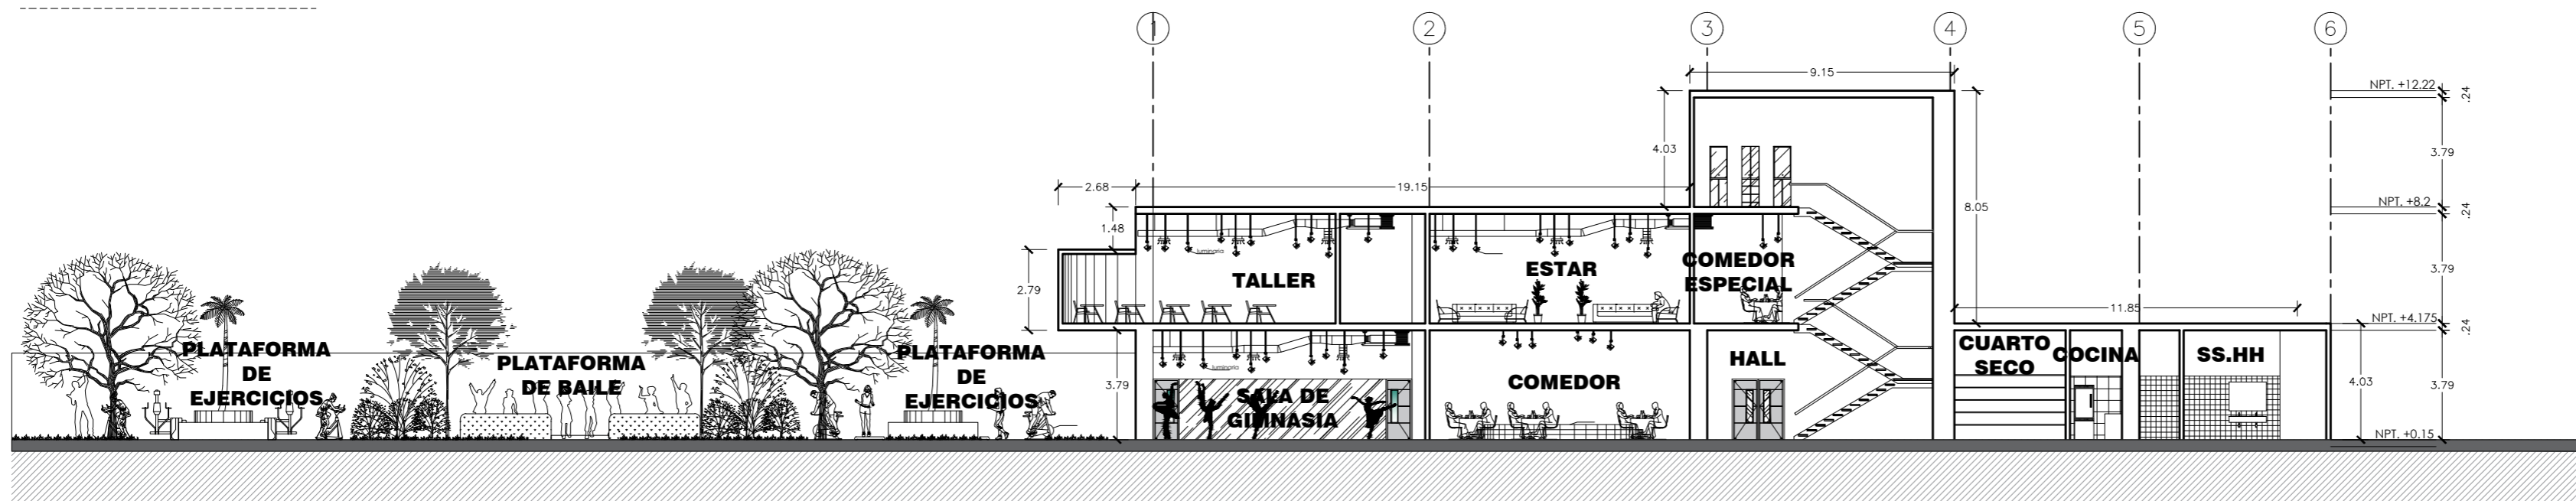 1
2
3
4
5
6
9.15
NPT. +12.22
.24
4.03
3.79
2.68
19.15
8.05
NPT. +8.2
.24
1.48
luminaria
TALLER
ESTAR
COMEDOR
ESPECIAL
3.79
2.79
11.85
NPT. +4.175
.24
PLATAFORMA
DE
EJERCICIOS
PLATAFORMA
DE BAILE
PLATAFORMA
DE
EJERCICIOS
3.79
luminaria
SALA DE
GIMNASIA
COMEDOR
HALL
CUARTO
SECO
COCINA
SS.HH
4.03
3.79
NPT. +0.15